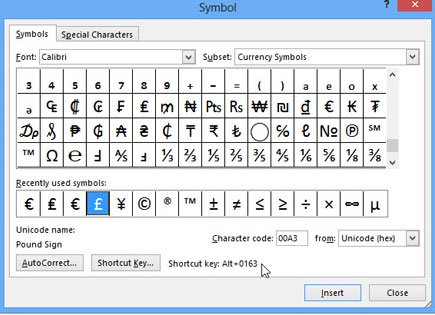 Symbol
Symbols Special Characters
Font: Calibri Subset: Currency Symbols
3 4 5 6 7 8 9 + − = ( ) a e o x
ₔ ₠ ₡ ₢ ₣ ₤ ₥ ₦ ₧ ₨ ₩ ₪ ₫ € ₭ ₮
₯ ₰ ₱ ₲ ₳ ₴ ₵ ₸ ₹ ₺ ◯ ℅ ℓ № ℗ ℠
™ Ω ℮ Ⅎ ⅍ Ⅎ ⅓ ⅔ ⅕ ⅖ ⅗ ⅘ ⅙ ⅚ ⅛ ⅜
Recently used symbols:
€ ₤ € £ ¥ © ® ™ ± ≠ ≤ ≥ ÷ × ∞ µ
Unicode name:
Pound Sign
Character code: 00A3 from: Unicode (hex)
AutoCorrect... Shortcut Key... Shortcut key: Alt+0163
Insert Close